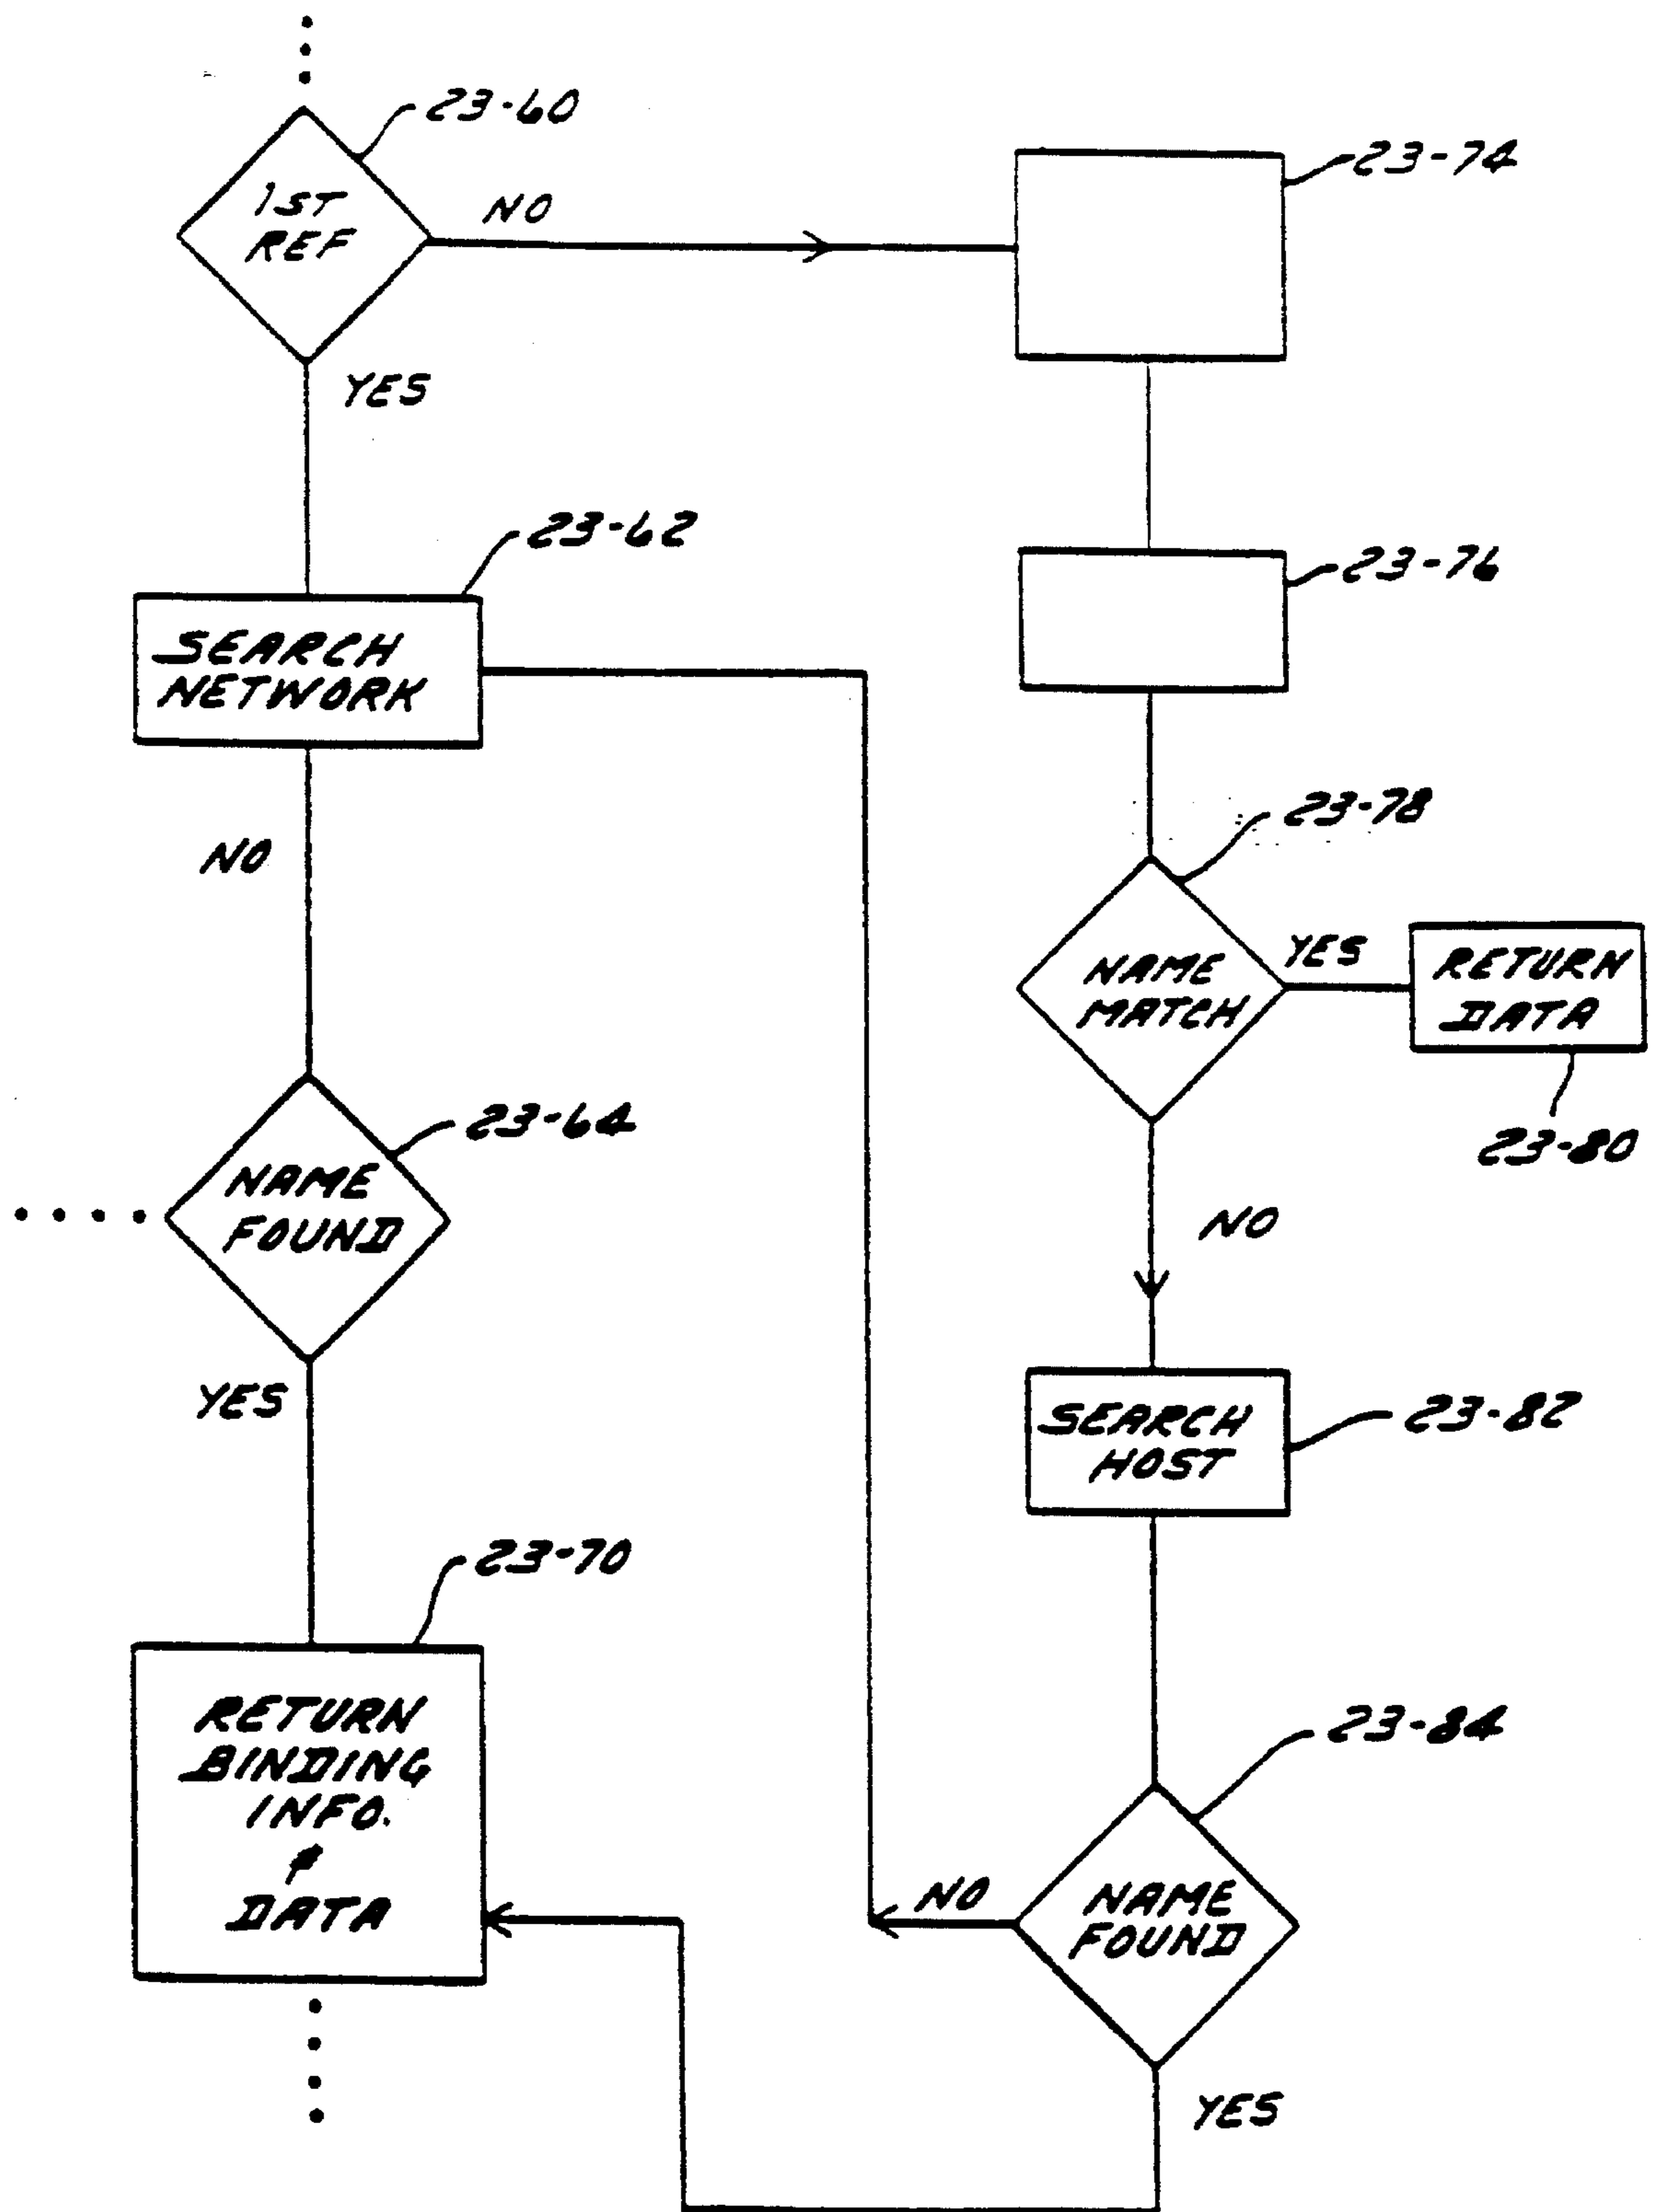 23-60
1ST
REF
NO
YES
23-62
SEARCH
NETWORK
NO
23-64
NAME
FOUND
YES
23-70
RETURN
BINDING
INFO.
&
DATA
23-74
23-76
23-78
NAME
MATCH
YES
RETURN
DATA
23-80
NO
23-82
SEARCH
HOST
23-84
NAME
FOUND
NO
YES